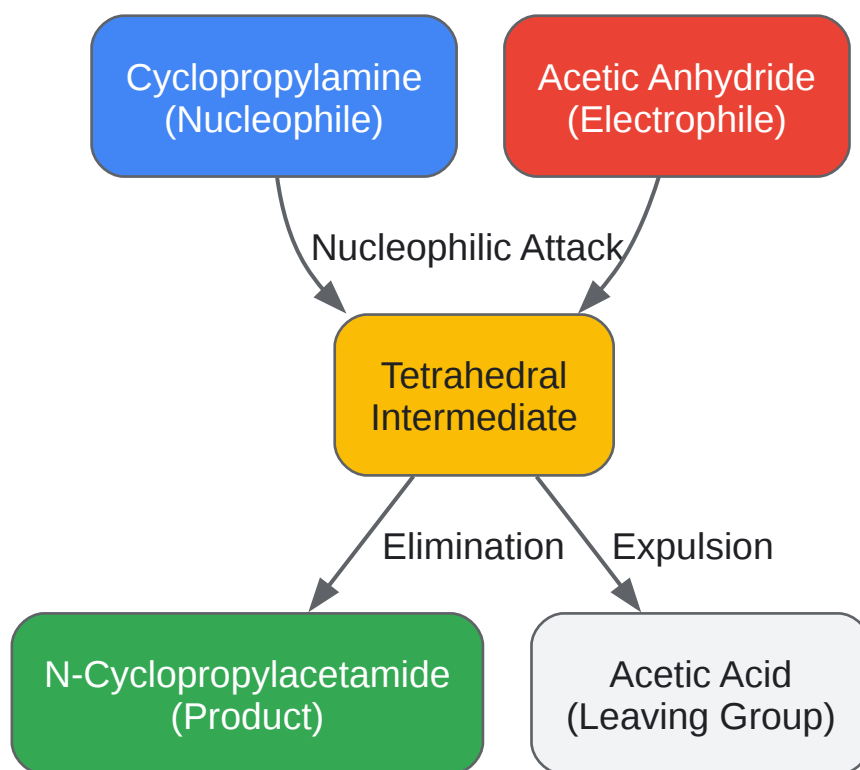 Cyclopropylamine
(Nucleophile)
Acetic Anhydride
(Electrophile)
Nucleophilic Attack
Tetrahedral
Intermediate
Elimination
Expulsion
N-Cyclopropylacetamide
(Product)
Acetic Acid
(Leaving Group)